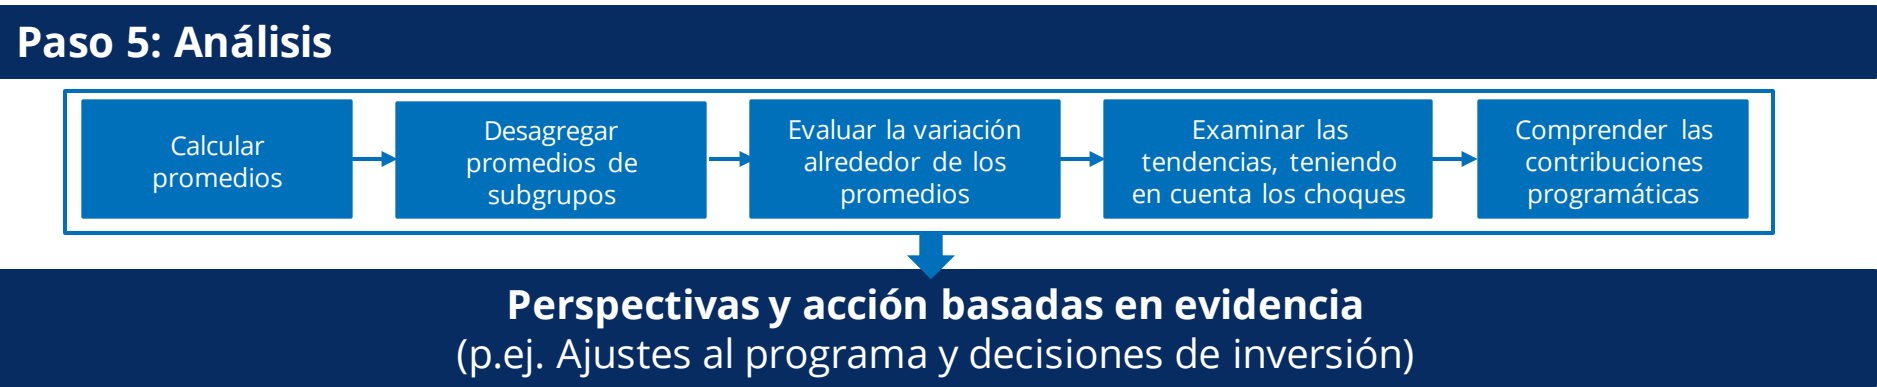 Paso 5: Análisis
Calcular
promedios
Desagregar
promedios de
subgrupos
Evaluar la variación
alrededor de los
promedios
Examinar las
tendencias, teniendo
en cuenta los choques
Comprender las
contribuciones
programáticas
Perspectivas y acción basadas en evidencia
(p.ej. Ajustes al programa y decisiones de inversión)